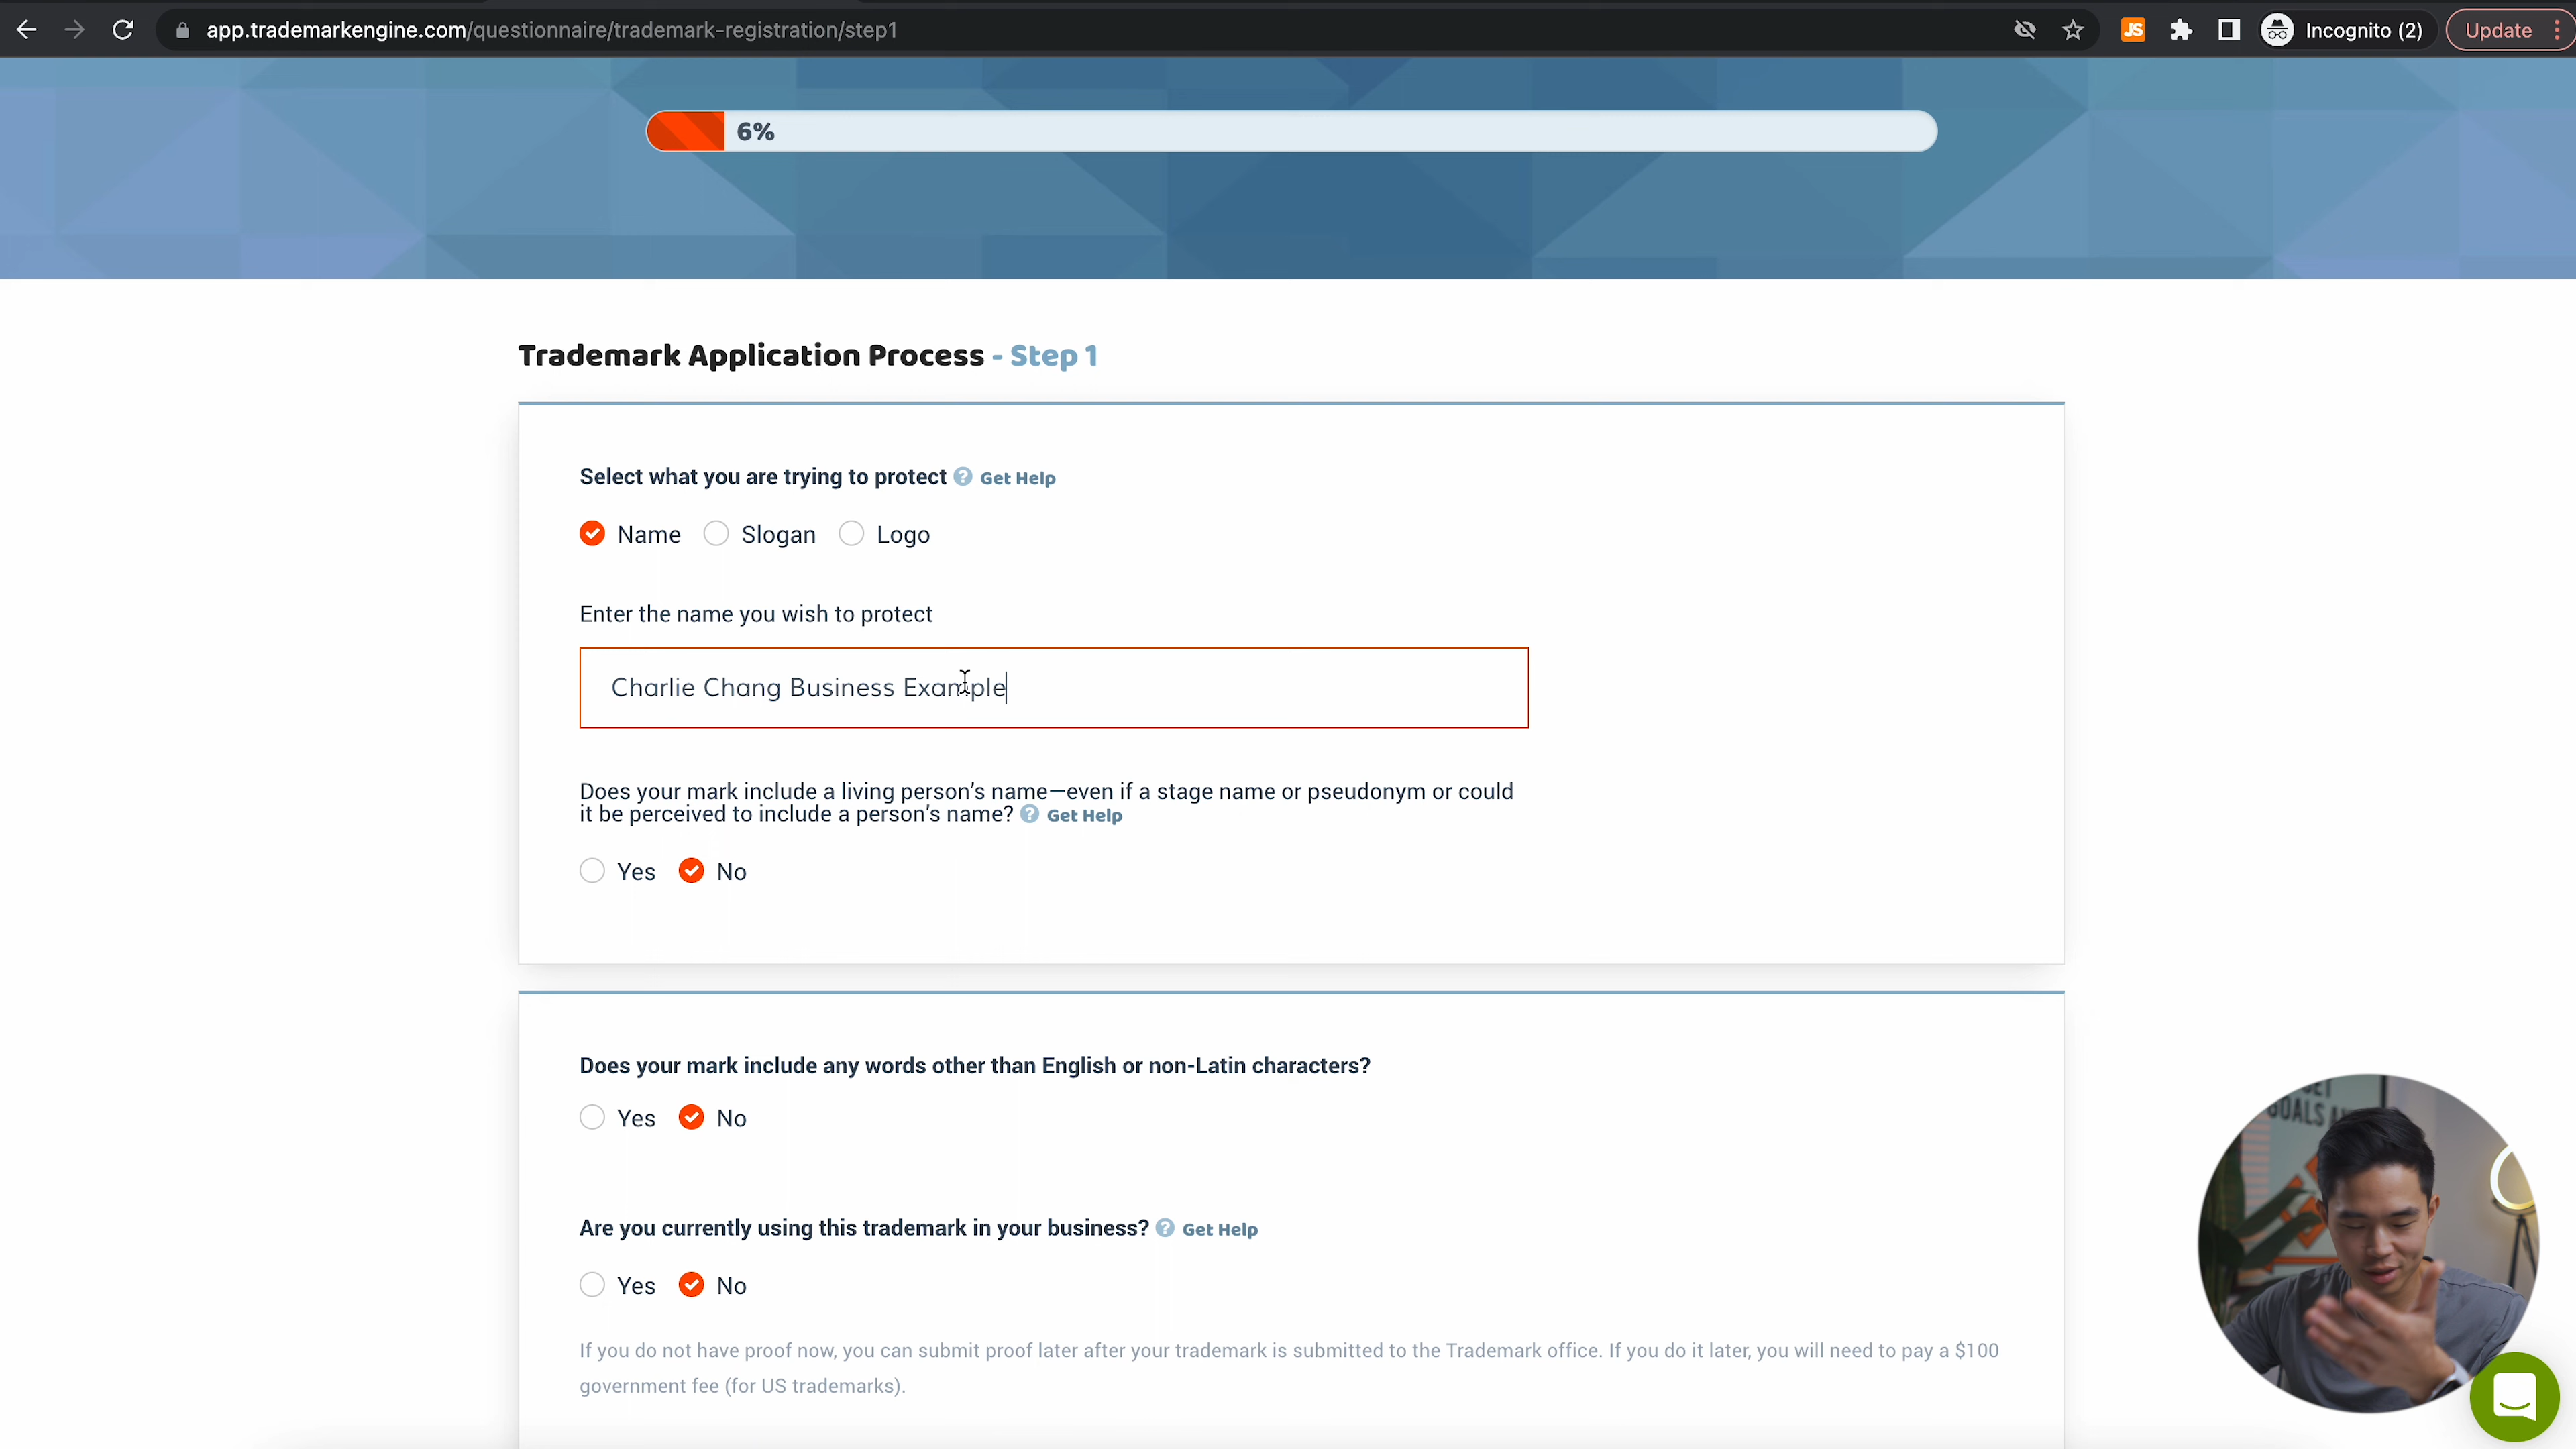 app.trademarkengine.com/questionnaire/trademark-registration/step1
JS
Incognito (2)
Update
6%
Trademark Application Process - Step 1
Select what you are trying to protect ? Get Help
Name Slogan Logo
Enter the name you wish to protect
Charlie Chang Business Example
Does your mark include a living person's name—even if a stage name or pseudonym or could
it be perceived to include a person's name? ? Get Help
Yes No
Does your mark include any words other than English or non-Latin characters?
Yes No
Are you currently using this trademark in your business? ? Get Help
Yes No
If you do not have proof now, you can submit proof later after your trademark is submitted to the Trademark office. If you do it later, you will need to pay a $100
government fee (for US trademarks).
GOALS